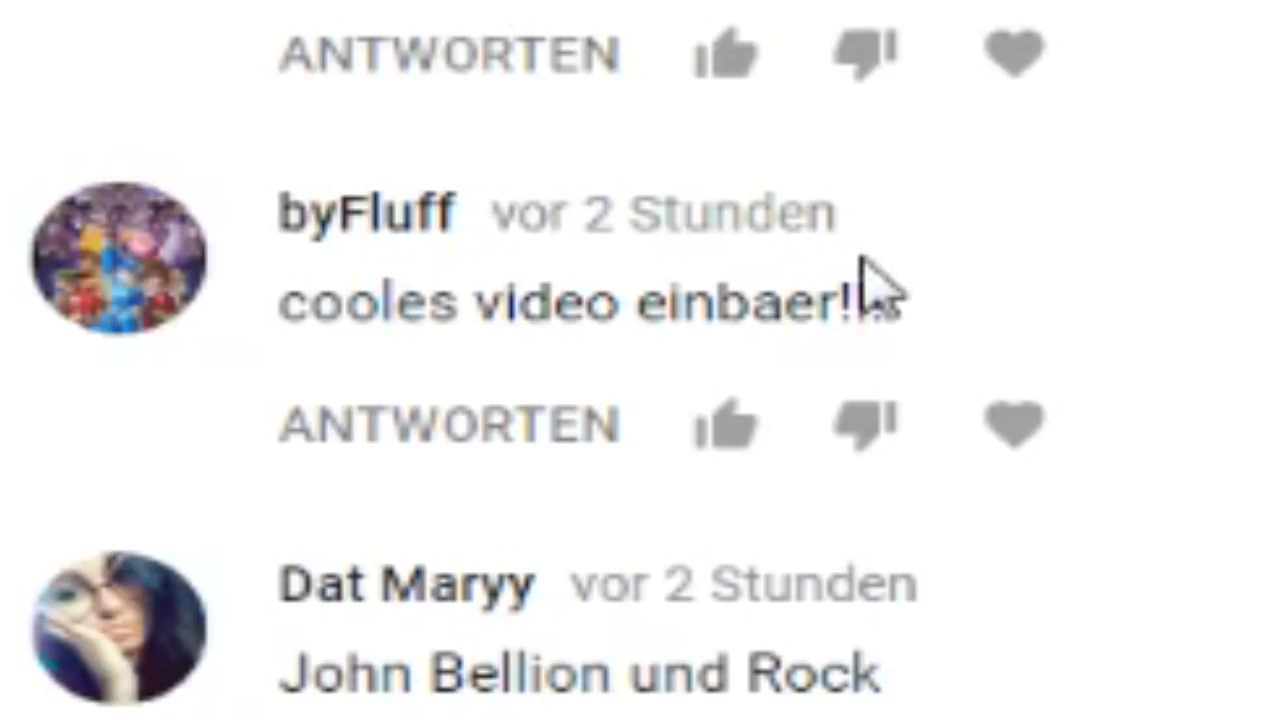 ANTWORTEN
byFluff vor 2 Stunden
cooles video einbaer!
ANTWORTEN
Dat Maryy vor 2 Stunden
John Bellion und Rock